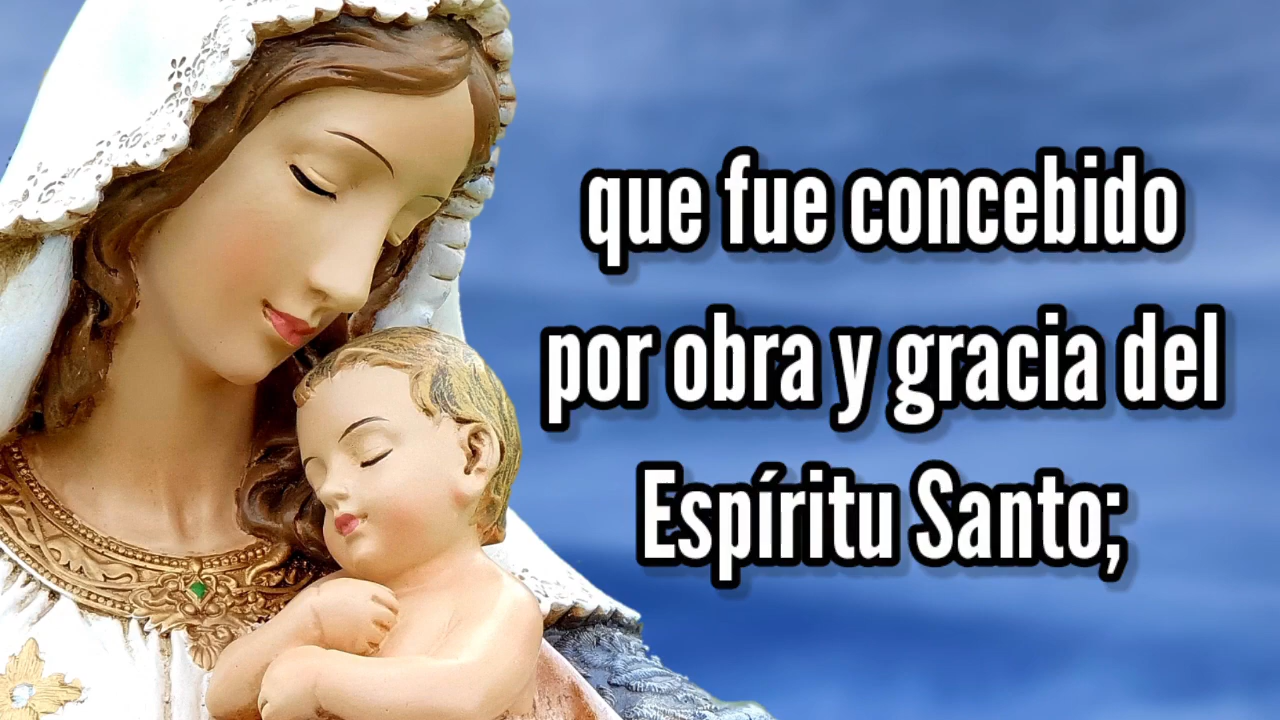 que fue concebido
por obra y gracia del
Espíritu Santo;